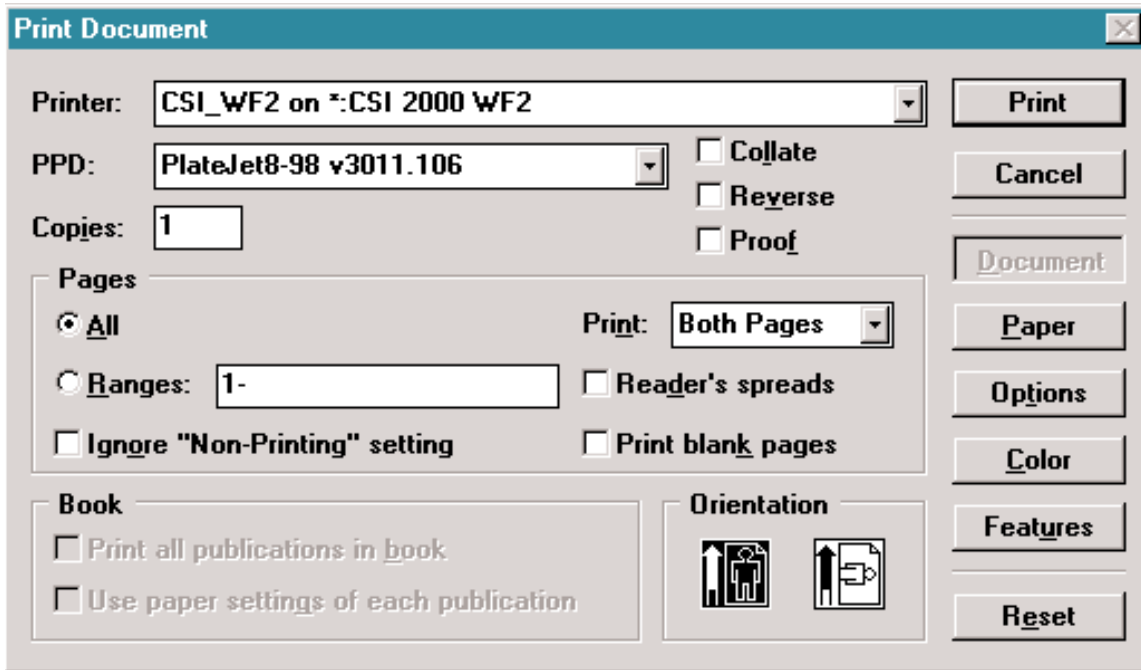 Print Document
Printer: CSI_WF2 on *:CSI 2000 WF2 Print
PPD: PlateJet8-98 v3011.106 Collate Cancel
Reverse
Copies: 1 Proof
Document
Pages
All Print: Both Pages Paper
Ranges: 1- Reader's spreads Options
Ignore "Non-Printing" setting Print blank pages Color
Book Orientation
Features
Print all publications in book
Use paper settings of each publication Reset